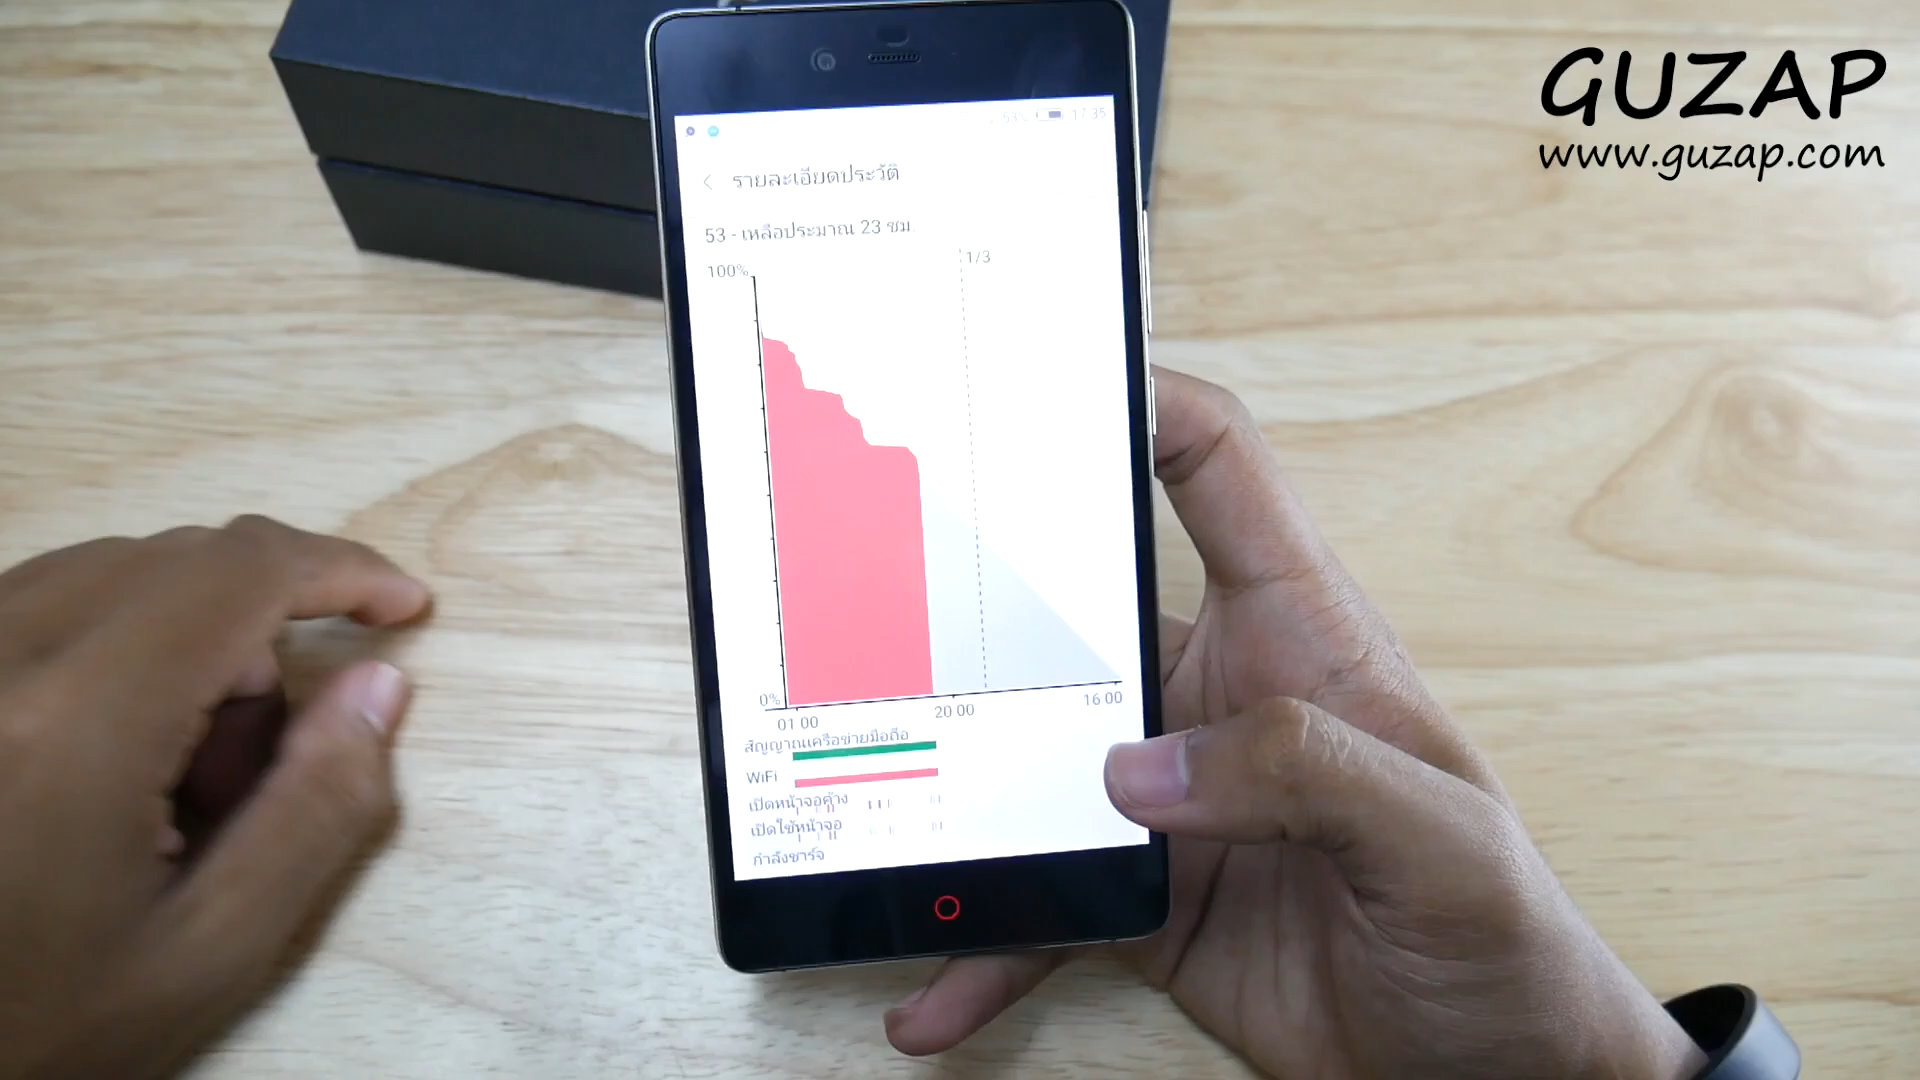 GUZAP
www.guzap.com
53% 17:35
รายละเอียดประวัติ
53 - เหลือประมาณ 23 ชม.
1/3
100%
0%
01 00 20 00 16 00
สัญญาณเครือข่ายมือถือ
WiFi
เปิดหน้าจอค้าง
เปิดใช้หน้าจอ
กำลังชาร์จ